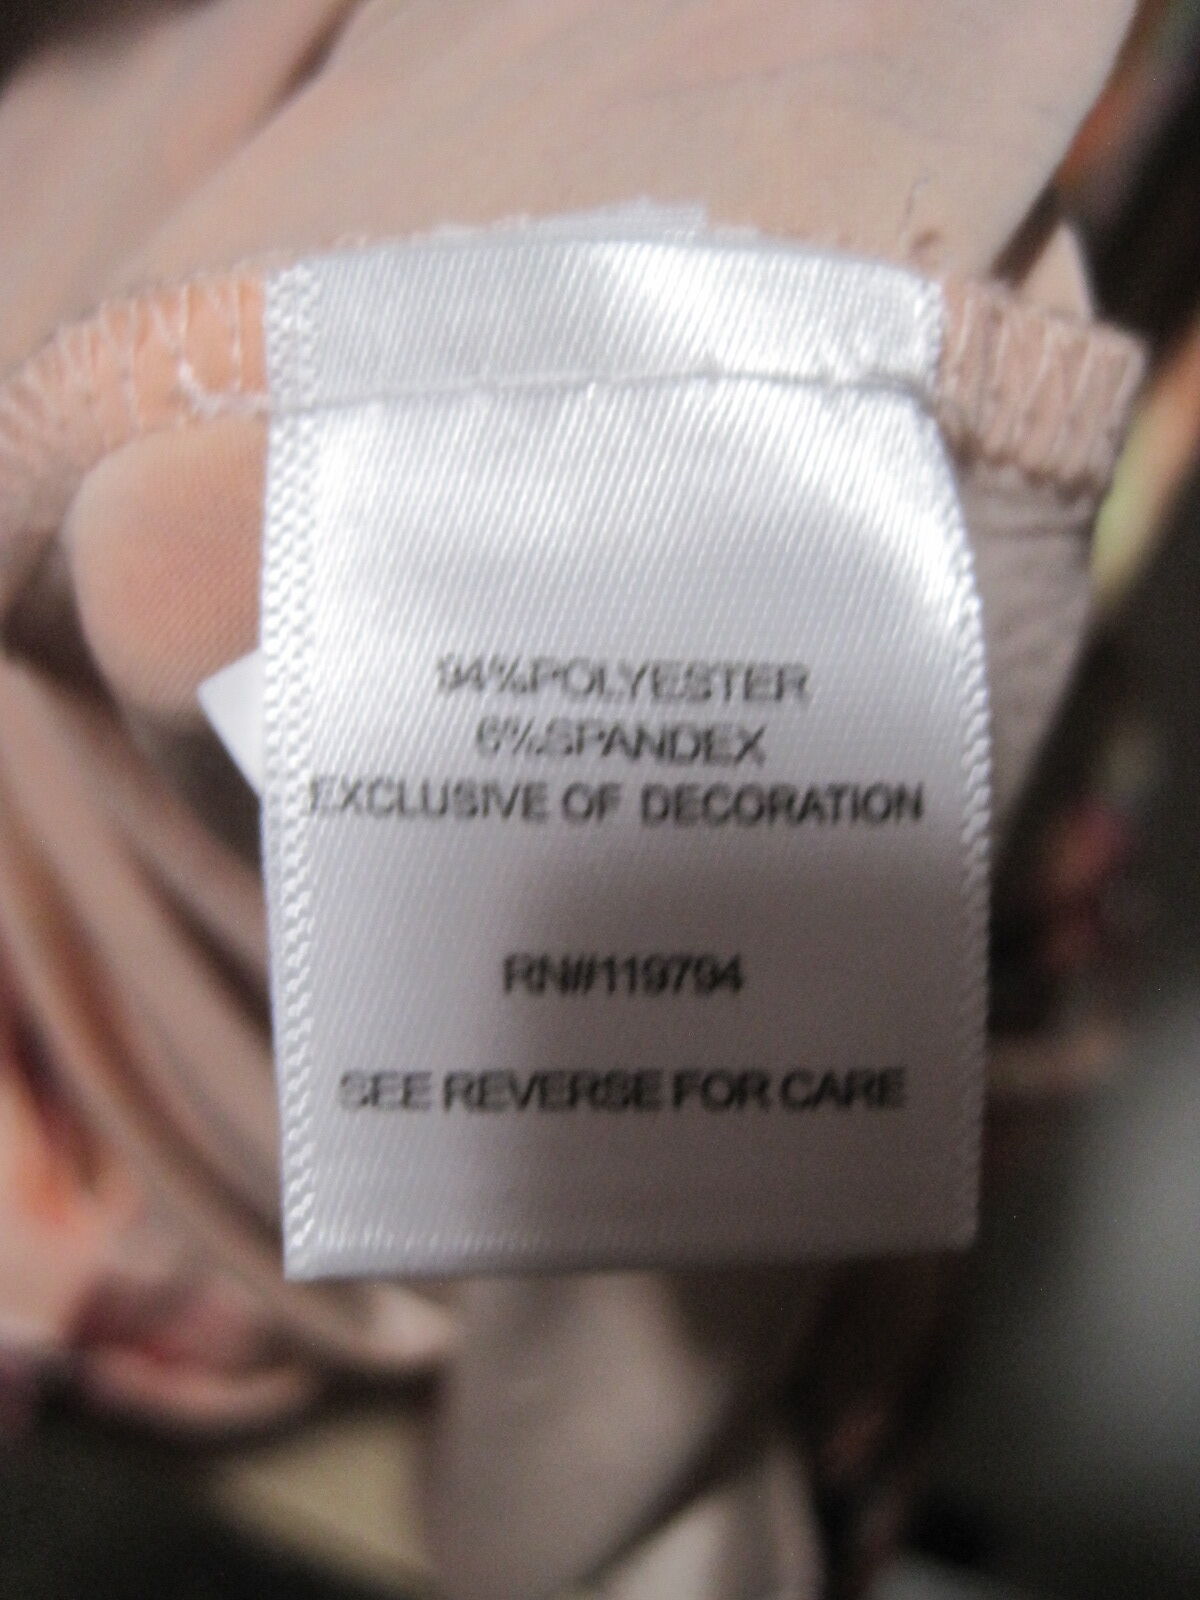 94%POLYESTER
6%SPANDEX
EXCLUSIVE OF DECORATION
RN#119794
SEE REVERSE FOR CARE